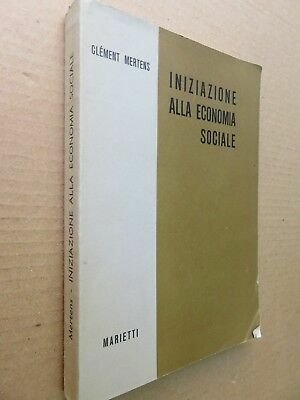 CLÉMENT MERTENS
INIZIAZIONE
ALLA ECONOMIA
SOCIALE
MARIETTI
Mertens - INIZIAZIONE ALLA ECONOMIA SOCIALE